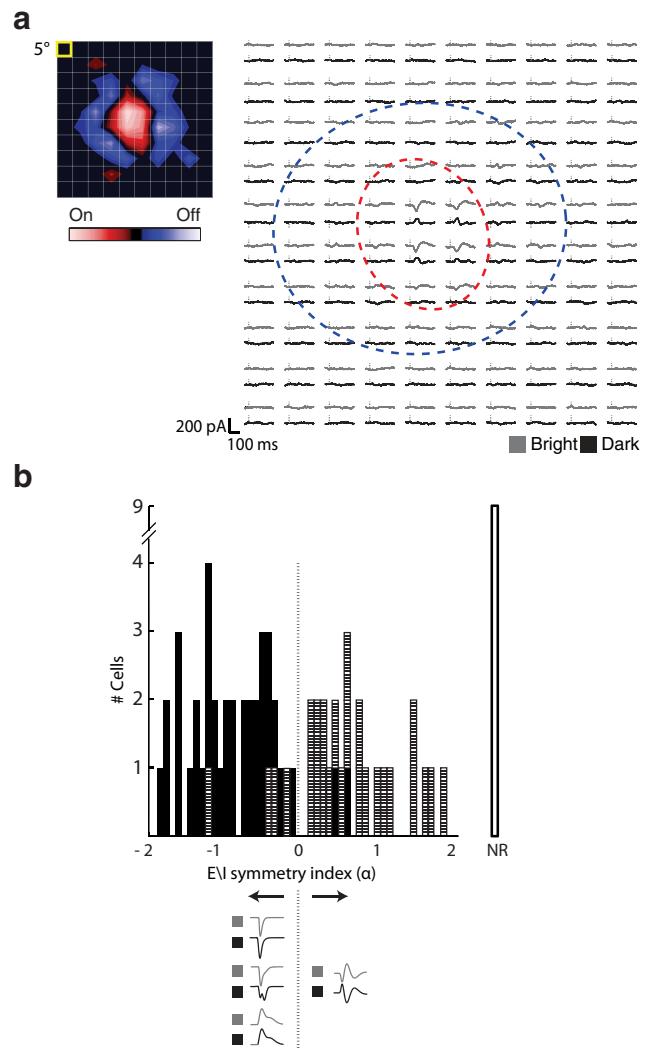 a
5°
On Off
200 pA
100 ms
Bright Dark
b
9
4
3
2
1
# Cells
- 2 -1 0 1 2 NR
E\I symmetry index (α)